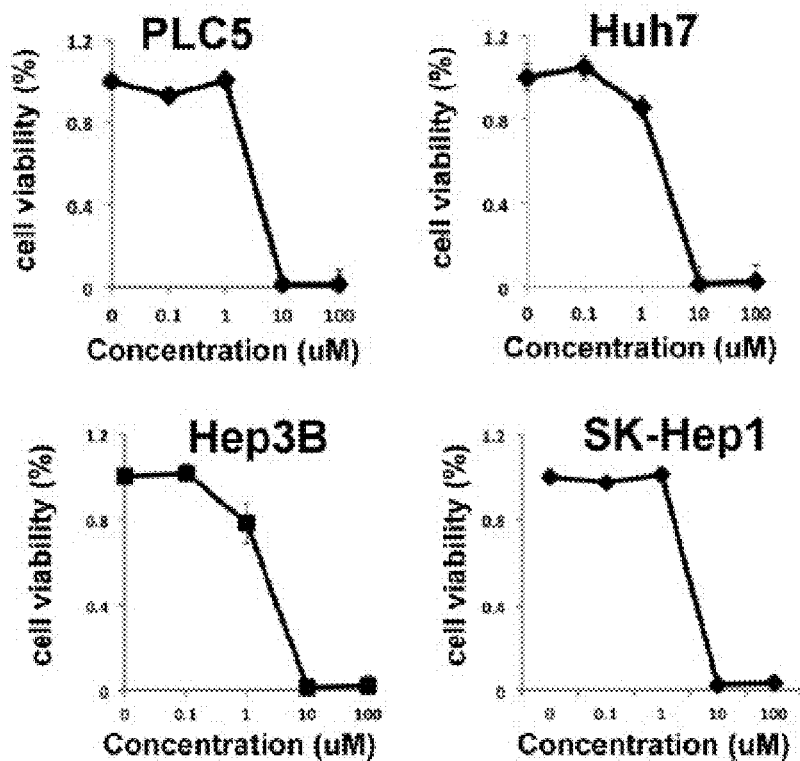 PLC5
cell viability (%)
1.2
0.8
0.4
0
0 0.1 1 10 100
Concentration (uM)
Huh7
cell viability (%)
1.2
0.8
0.4
0
0 0.1 1 10 100
Concentration (uM)
Hep3B
cell viability (%)
1.2
0.8
0.4
0
0 0.1 1 10 100
Concentration (uM)
SK-Hep1
cell viability (%)
1.2
0.8
0.4
0
0 0.1 1 10 100
Concentration (uM)